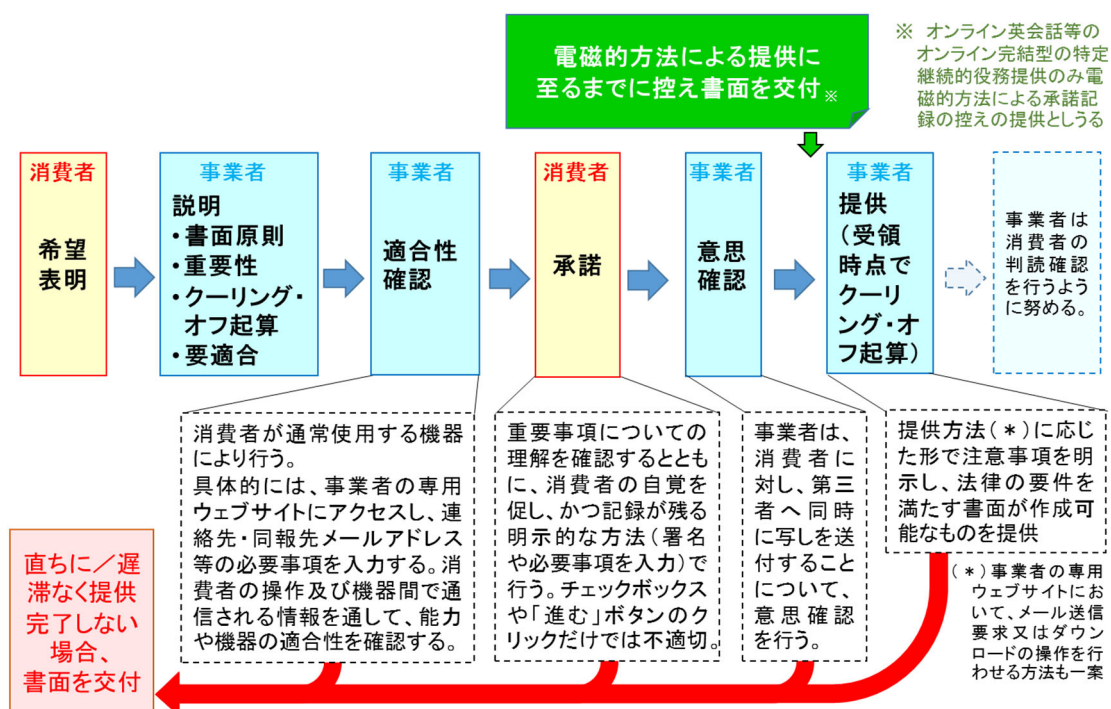 電磁的方法による提供に
至るまでに控え書面を交付※
※ オンライン英会話等の
オンライン完結型の特定
継続的役務提供のみ電
磁的方法による承諾記
録の控えの提供としうる
消費者
希望
表明
事業者
説明
・書面原則
・重要性
・クーリング・
オフ起算
・要適合
事業者
適合性
確認
消費者
承諾
事業者
意思
確認
事業者
提供
(受領
時点で
クーリ
ング・オ
フ起算)
事業者は
消費者の
判読確認
を行うよう
に努める。
消費者が通常使用する機器
により行う。
具体的には、事業者の専用
ウェブサイトにアクセスし、連
絡先・同報先メールアドレス
等の必要事項を入力する。消
費者の操作及び機器間で通
信される情報を通して、能力
や機器の適合性を確認する。
重要事項についての
理解を確認するととも
に、消費者の自覚を
促し、かつ記録が残る
明示的な方法(署名
や必要事項を入力)で
行う。チェックボックス
や「進む」ボタンのク
リックだけでは不適切。
事業者は、
消費者に
対し、第三
者へ同時
に写しを送
付すること
について、
意思確認
を行う。
提供方法(*)に応じ
た形で注意事項を明
示し、法律の要件を
満たす書面が作成可
能なものを提供
(*)事業者の専用
ウェブサイトにお
いて、メール送信
要求又はダウン
ロードの操作を行
わせる方法も一案
直ちに/遅
滞なく提供
完了しない
場合、
書面を交付